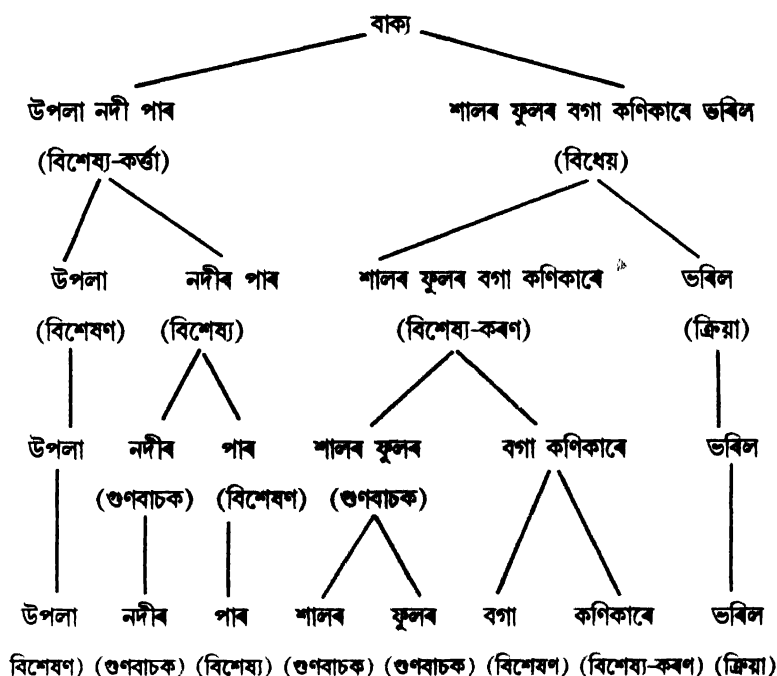 বাক্য
উপলা নদী পাৰ শালৰ ফুলৰ বগা কণিকাৰে ভৰিল
(বিশেষ্য-কৰ্ত্তা) (বিধেয়)
উপলা নদীৰ পাৰ শালৰ ফুলৰ বগা কণিকাৰে ভৰিল
(বিশেষণ) (বিশেষ্য) (বিশেষ্য-কৰণ) (ক্ৰিয়া)
উপলা নদীৰ পাৰ শালৰ ফুলৰ বগা কণিকাৰে ভৰিল
(গুণবাচক) (বিশেষণ) (গুণবাচক)
উপলা নদীৰ পাৰ শালৰ ফুলৰ বগা কণিকাৰে ভৰিল
বিশেষণ) (গুণবাচক) (বিশেষ্য) (গুণবাচক) (গুণবাচক) (বিশেষণ) (বিশেষ্য-কৰণ) (ক্ৰিয়া)